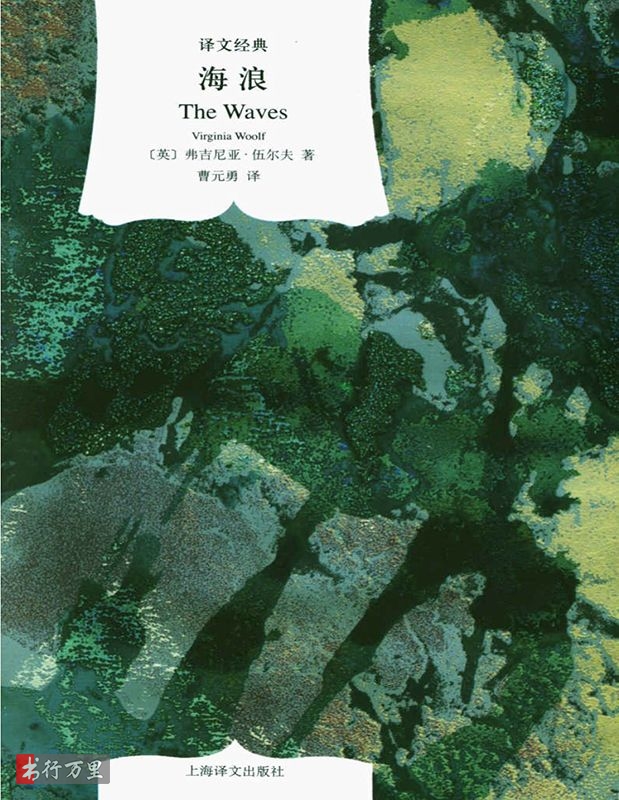 译文经典
海浪
The Waves
Virginia Woolf
〔英〕弗吉尼亚·伍尔夫 著
曹元勇 译
上海译文出版社
书行万里